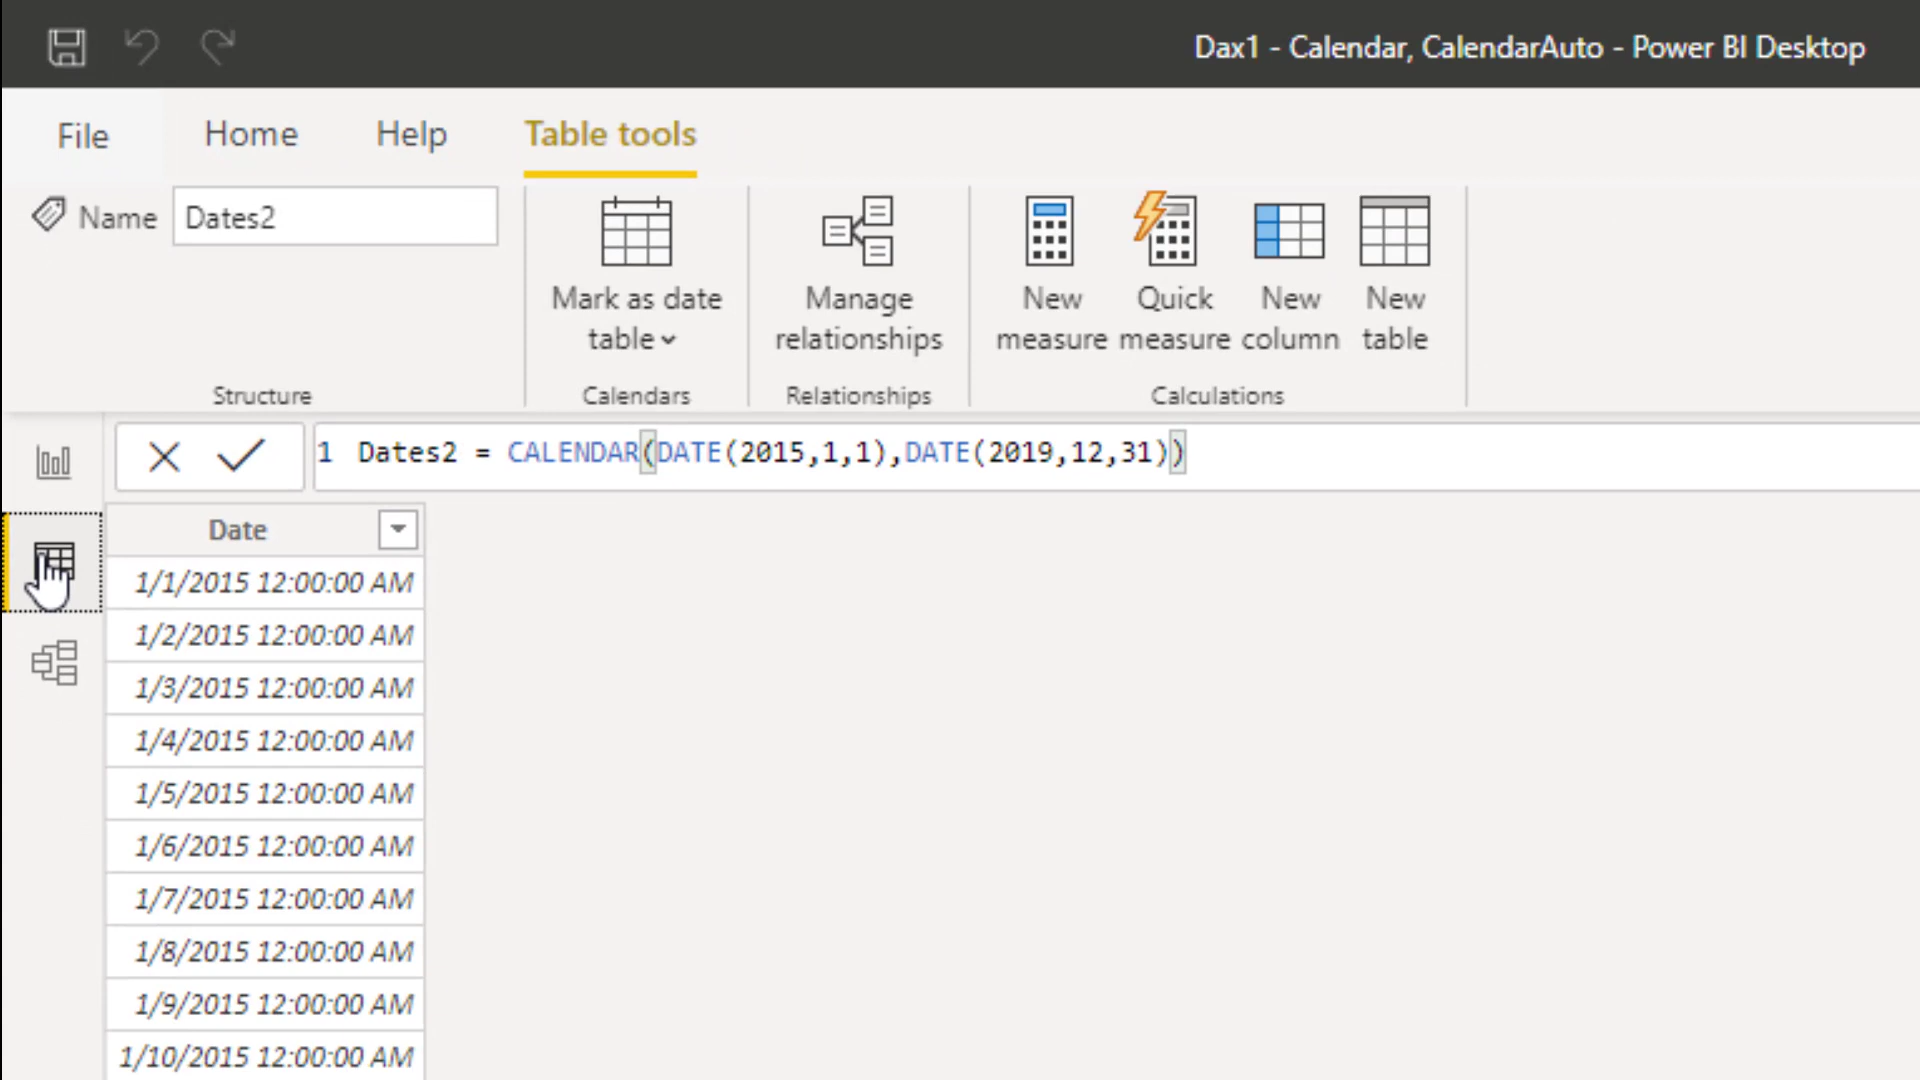 Dax1 - Calendar, CalendarAuto - Power BI Desktop
File Home Help Table tools
Name Dates2
Mark as date table
Manage relationships
New measure
Quick measure
New column
New table
Structure Calendars Relationships Calculations
1 Dates2 = CALENDAR(DATE(2015,1,1),DATE(2019,12,31))
Date
1/1/2015 12:00:00 AM
1/2/2015 12:00:00 AM
1/3/2015 12:00:00 AM
1/4/2015 12:00:00 AM
1/5/2015 12:00:00 AM
1/6/2015 12:00:00 AM
1/7/2015 12:00:00 AM
1/8/2015 12:00:00 AM
1/9/2015 12:00:00 AM
1/10/2015 12:00:00 AM